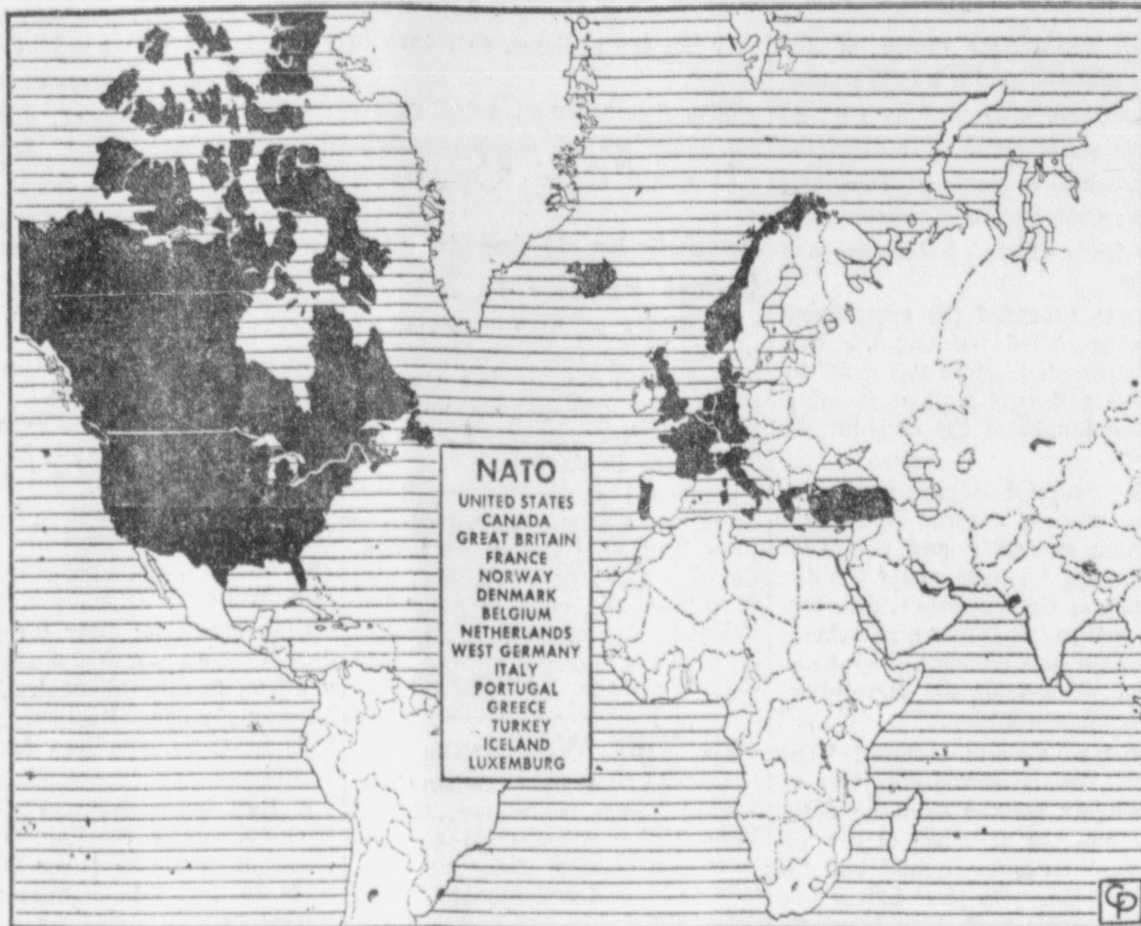 NATO
UNITED STATES
CANADA
GREAT BRITAIN
FRANCE
NORWAY
DENMARK
BELGIUM
NETHERLANDS
WEST GERMANY
ITALY
PORTUGAL
GREECE
TURKEY
ICELAND
LUXEMBURG
CP